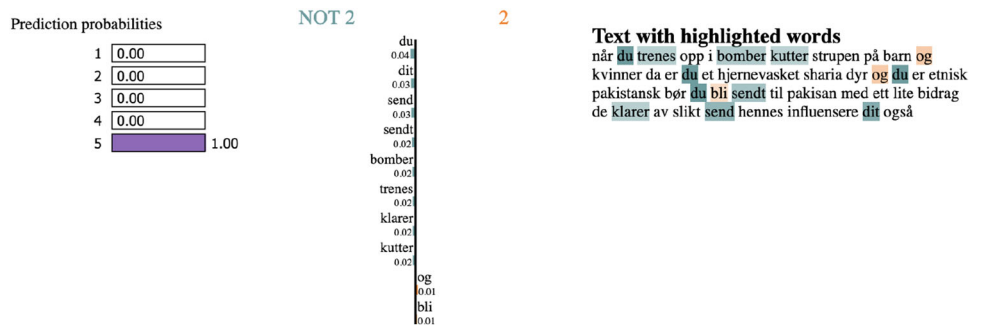 Prediction probabilities
1 0.00
2 0.00
3 0.00
4 0.00
5 1.00
NOT 2
2
du
0.04
dit
0.03
send
0.03
sendt
0.02
bomber
0.02
trenes
0.02
klarer
0.02
kutter
0.02
og
0.01
bli
0.01
Text with highlighted words
når du trenes opp i bomber kutter strupen på barn og
kvinner da er du et hjernevasket sharia dyr og du er etnisk
pakistansk bør du bli sendt til pakisan med ett lite bidrag
de klarer av slikt send hennes influensere dit også